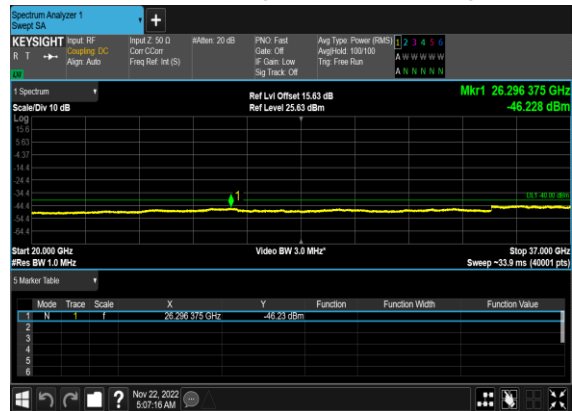 Spectrum Analyzer 1
Swept SA
+
KEYSIGHT Input: RF Input Z: 50 Ω #Atten: 20 dB PNO: Fast Avg Type: Power (RMS) 1 2 3 4 5 6
R T Coupling: DC Corr CCorr Gate: Off Avg|Hold: 100/100 A W W W W W
Align: Auto Freq Ref: Int (S) IF Gain: Low Trig: Free Run
Sig Track: Off A N N N N N
1 Spectrum
Ref Lvl Offset 15.63 dB Mkr1 26.296 375 GHz
Scale/Div 10 dB Ref Level 25.63 dBm -46.228 dBm
Log
15.6
5.63
-4.37
-14.4
-24.4
-34.4
1
DL1 -40.00 dBm
-44.4
-54.4
-64.4
Start 20.000 GHz Video BW 3.0 MHz* Stop 37.000 GHz
#Res BW 1.0 MHz Sweep ~33.9 ms (40001 pts)
5 Marker Table
Mode Trace Scale X Y Function Function Width Function Value
1 N 1 f 26.296 375 GHz -46.23 dBm
2
3
4
5
6
? Nov 22, 2022
5:07:16 AM